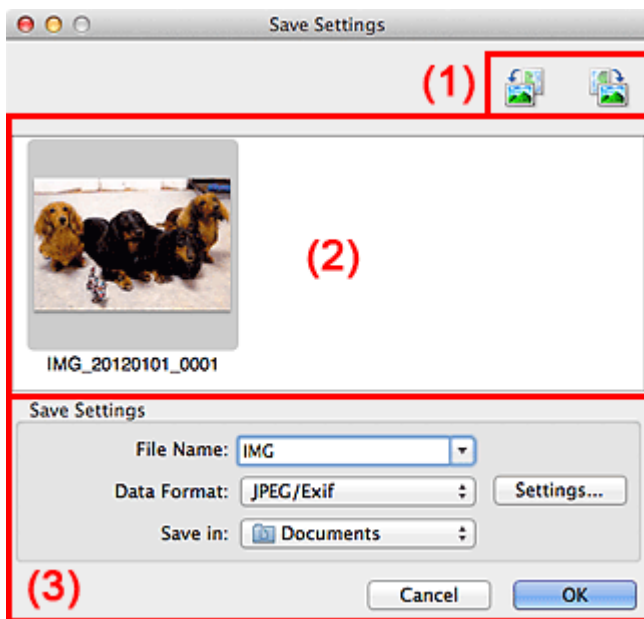 Save Settings
(1)
(2)
IMG_20120101_0001
Save Settings
File Name: IMG
Data Format: JPEG/Exif Settings...
Save in: Documents
(3)
Cancel OK